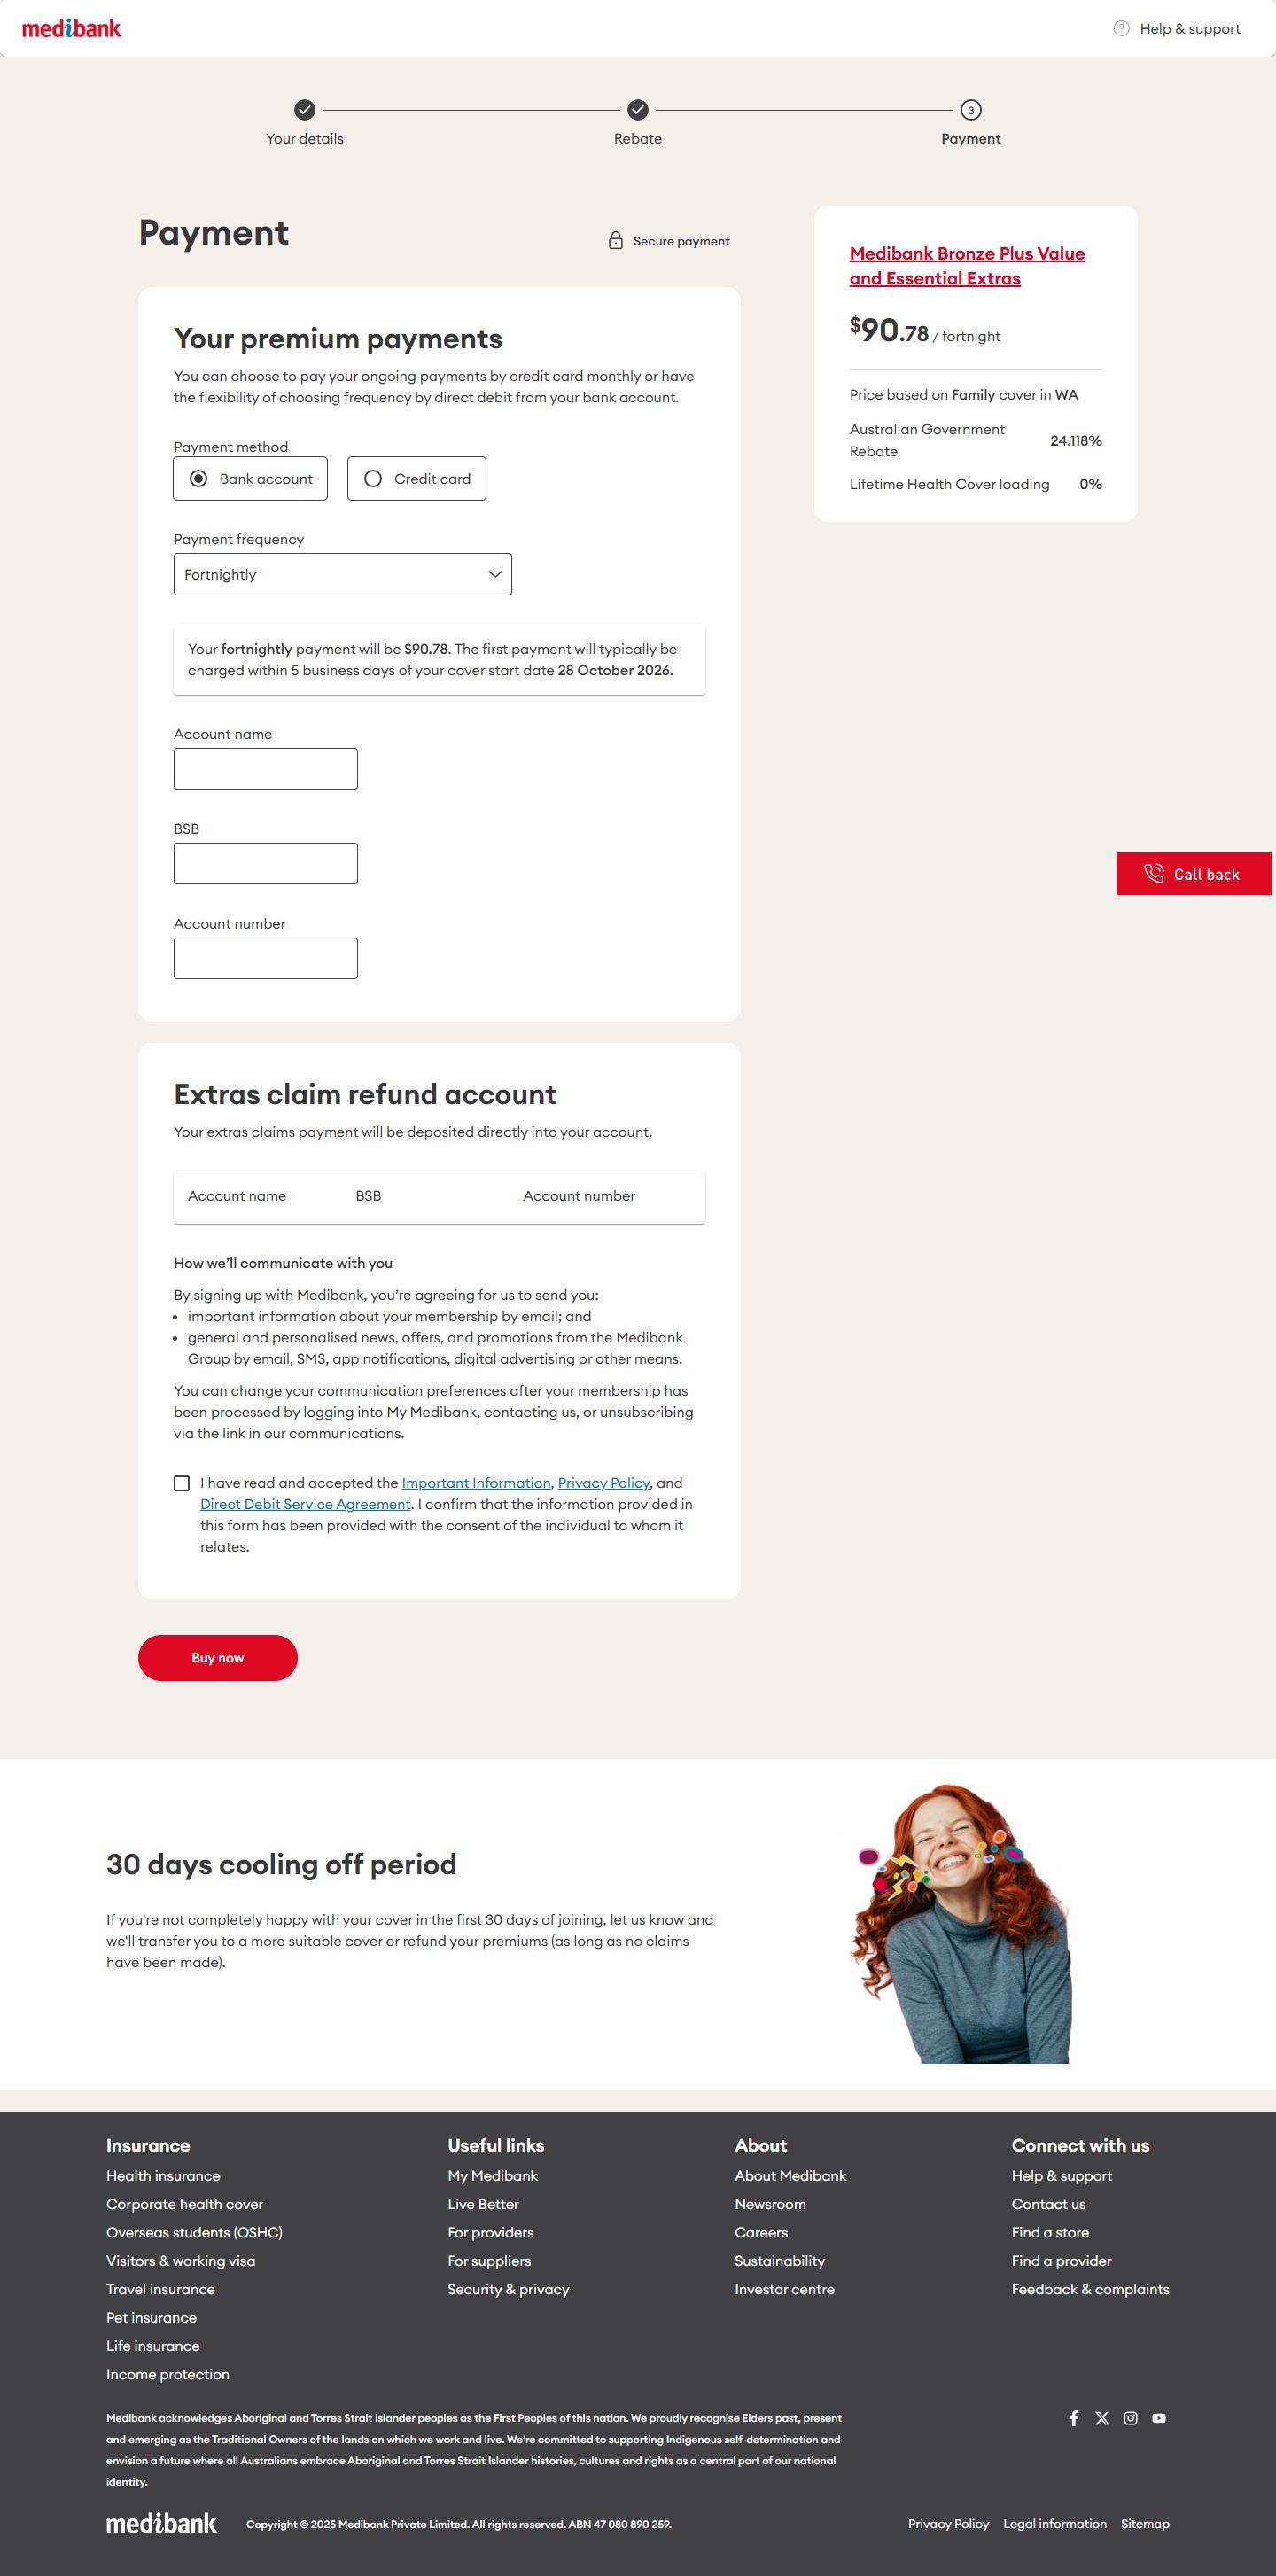 medibank
Help & support
3
Your details
Rebate
Payment
Payment
Secure payment
Your premium payments
You can choose to pay your ongoing payments by credit card monthly or have
the flexibility of choosing frequency by direct debit from your bank account.
Payment method
Bank account
Credit card
Payment frequency
Fortnightly
Your fortnightly payment will be $90.78. The first payment will typically be
charged within 5 business days of your cover start date 28 October 2026.
Account name
BSB
Account number
Medibank Bronze Plus Value
and Essential Extras
$90.78 / fortnight
Price based on Family cover in WA
Australian Government
Rebate
24.118%
Lifetime Health Cover loading 0%
Call back
Extras claim refund account
Your extras claims payment will be deposited directly into your account.
Account name BSB Account number
How we’ll communicate with you
By signing up with Medibank, you’re agreeing for us to send you:
• important information about your membership by email; and
• general and personalised news, offers, and promotions from the Medibank
Group by email, SMS, app notifications, digital advertising or other means.
You can change your communication preferences after your membership has
been processed by logging into My Medibank, contacting us, or unsubscribing
via the link in our communications.
I have read and accepted the Important Information, Privacy Policy, and
Direct Debit Service Agreement. I confirm that the information provided in
this form has been provided with the consent of the individual to whom it
relates.
Buy now
30 days cooling off period
If you're not completely happy with your cover in the first 30 days of joining, let us know and
we'll transfer you to a more suitable cover or refund your premiums (as long as no claims
have been made).
Insurance
Health insurance
Corporate health cover
Overseas students (OSHC)
Visitors & working visa
Travel insurance
Pet insurance
Life insurance
Income protection
Useful links
My Medibank
Live Better
For providers
For suppliers
Security & privacy
About
About Medibank
Newsroom
Careers
Sustainability
Investor centre
Connect with us
Help & support
Contact us
Find a store
Find a provider
Feedback & complaints
Medibank acknowledges Aboriginal and Torres Strait Islander peoples as the First Peoples of this nation. We proudly recognise Elders past, present
and emerging as the Traditional Owners of the lands on which we work and live. We’re committed to supporting Indigenous self-determination and
envision a future where all Australians embrace Aboriginal and Torres Strait Islander histories, cultures and rights as a central part of our national
identity.
medibank
Copyright © 2025 Medibank Private Limited. All rights reserved. ABN 47 080 890 259.
Privacy Policy Legal information Sitemap